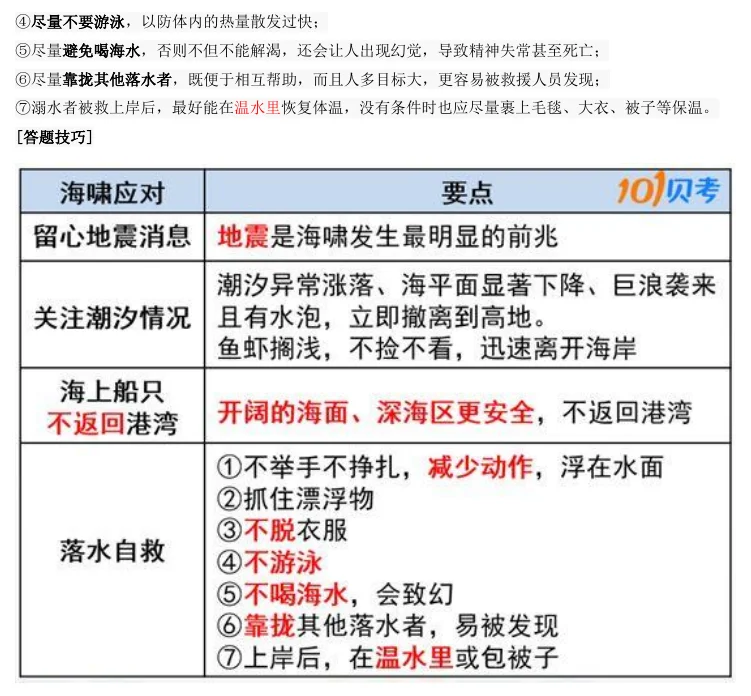 ④尽量不要游泳，以防体内的热量散发过快；
⑤尽量避免喝海水，否则不但不能解渴，还会让人出现幻觉，导致精神失常甚至死亡；
⑥尽量靠拢其他落水者，既便于相互帮助，而且人多目标大，更容易被救援人员发现；
⑦溺水者被救上岸后，最好能在温水里恢复体温，没有条件时也应尽量裹上毛毯、大衣、被子等保温。
[答题技巧]
海啸应对
要点
101贝考
留心地震消息
地震是海啸发生最明显的前兆
关注潮汐情况
潮汐异常涨落、海平面显著下降、巨浪袭来
且有水泡，立即撤离到高地。
鱼虾搁浅，不捡不看，迅速离开海岸
海上船只
不返回港湾
开阔的海面、深海区更安全，不返回港湾
落水自救
①不举手不挣扎，减少动作，浮在水面
②抓住漂浮物
③不脱衣服
④不游泳
⑤不喝海水，会致幻
⑥靠拢其他落水者，易被发现
⑦上岸后，在温水里或包被子